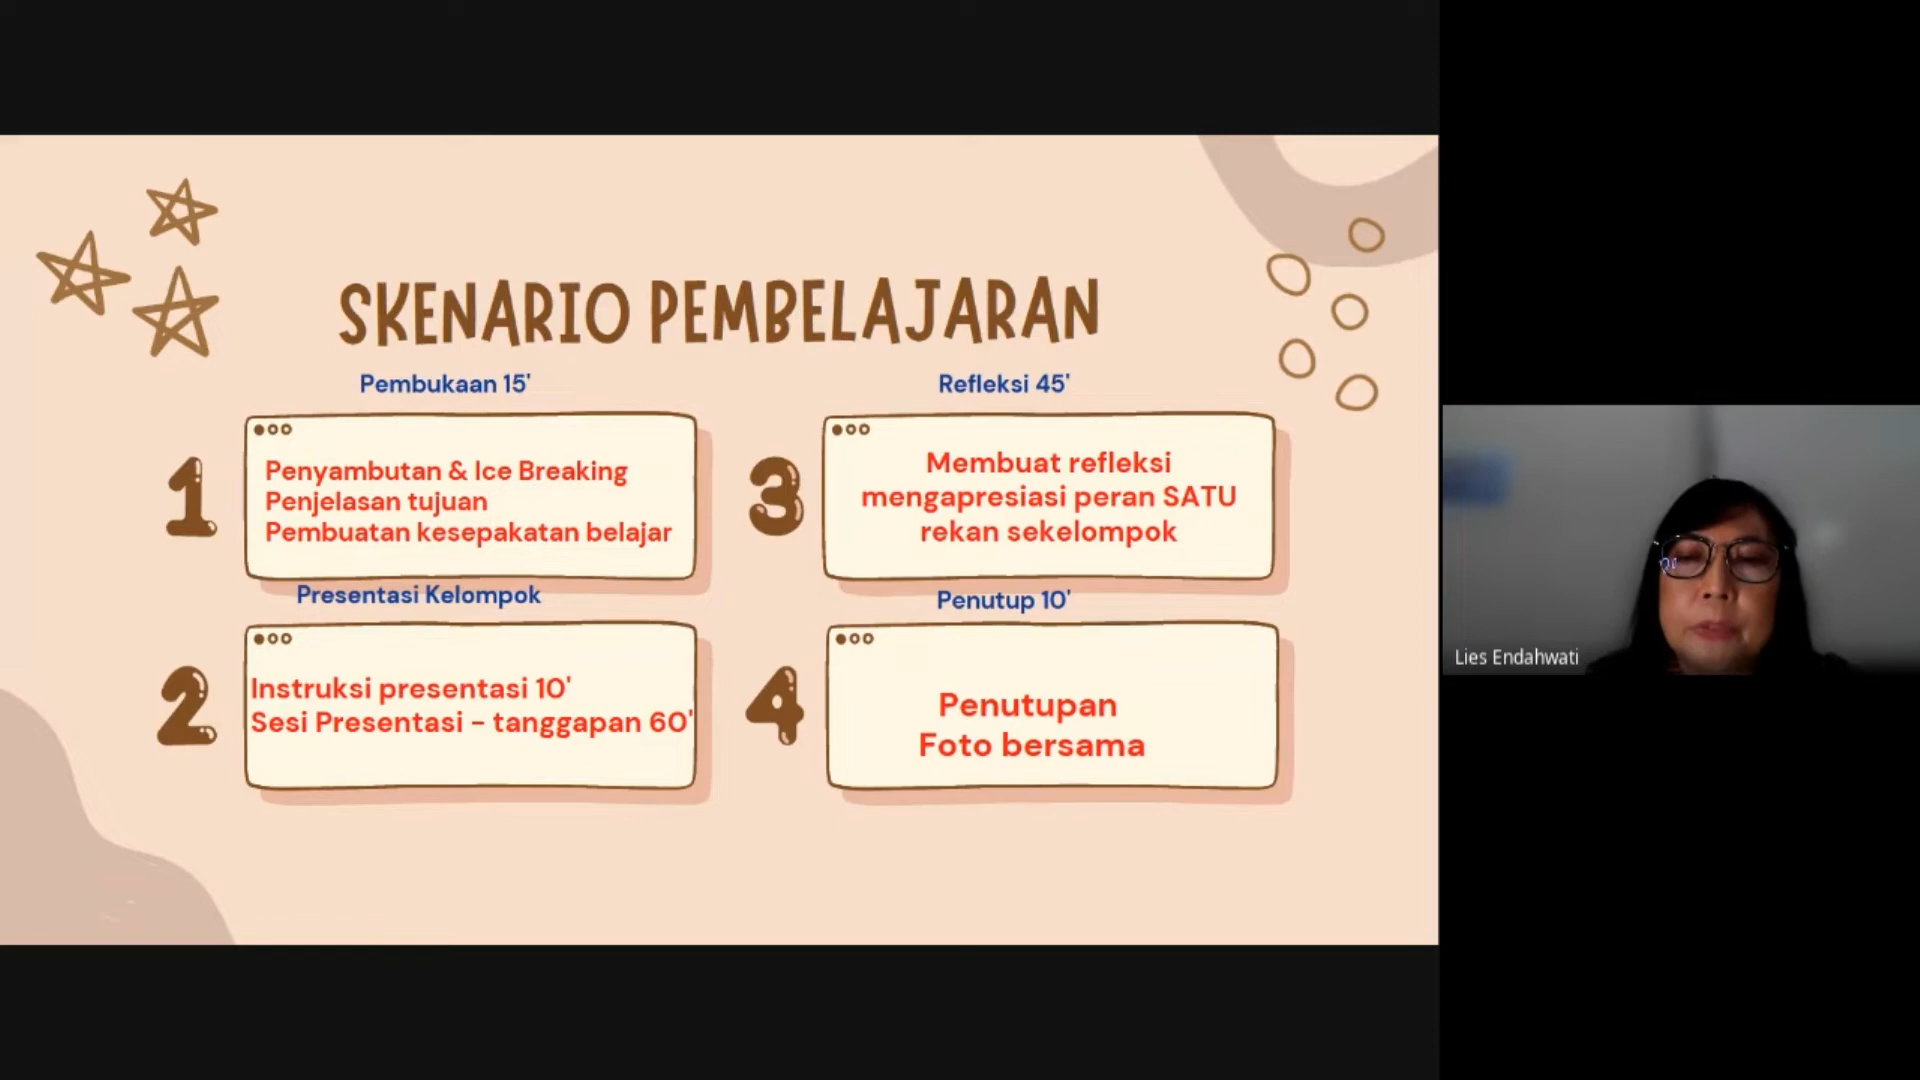 SKENARIO PEMBELAJARAN
Pembukaan 15'
1
Penyambutan & Ice Breaking
Penjelasan tujuan
Pembuatan kesepakatan belajar
Presentasi Kelompok
2
Instruksi presentasi 10'
Sesi Presentasi - tanggapan 60'
Refleksi 45'
3
Membuat refleksi
mengapresiasi peran SATU
rekan sekelompok
Penutup 10'
4
Penutupan
Foto bersama
Lies Endahwati